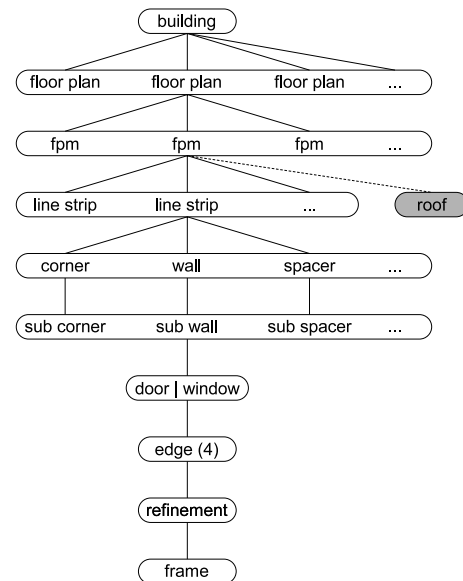 building
floor plan floor plan floor plan ...
fpm fpm fpm ...
line strip line strip ... roof
corner wall spacer ...
sub corner sub wall sub spacer ...
door | window
edge (4)
refinement
frame